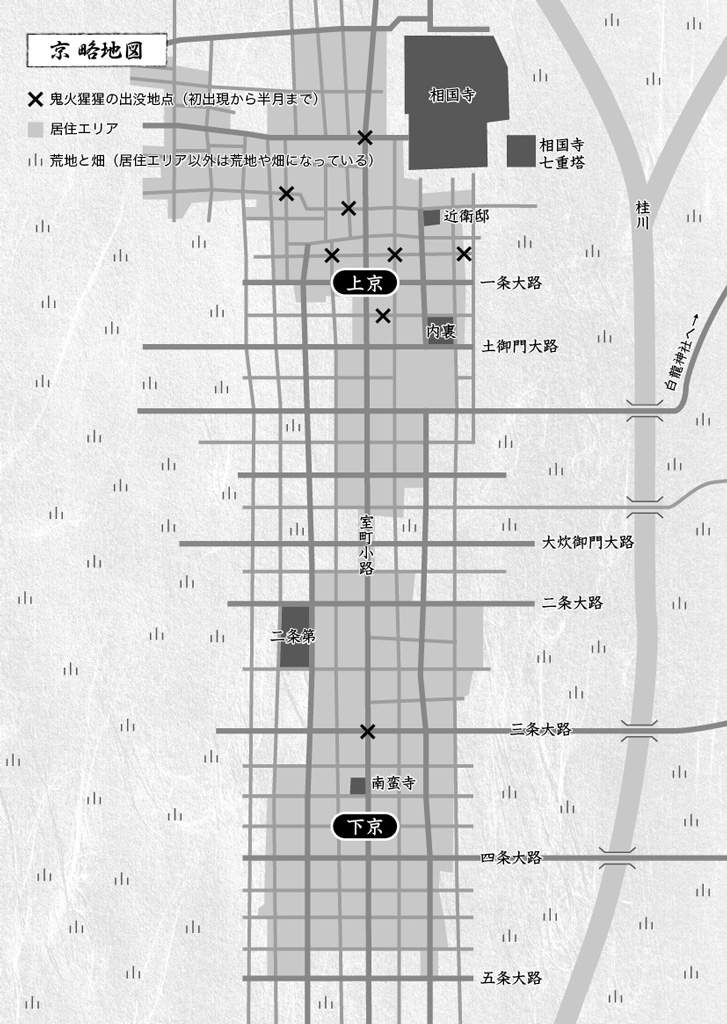 京 略地図
鬼火猩猩の出没地点（初出現から半月まで）
居住エリア
荒地と畑（居住エリア以外は荒地や畑になっている）
相国寺
相国寺
七重塔
近衛邸
桂川
上京
一条大路
内裏
土御門大路
白龍神社へ→
室町小路
大炊御門大路
二条大路
二条第
三条大路
南蛮寺
下京
四条大路
五条大路